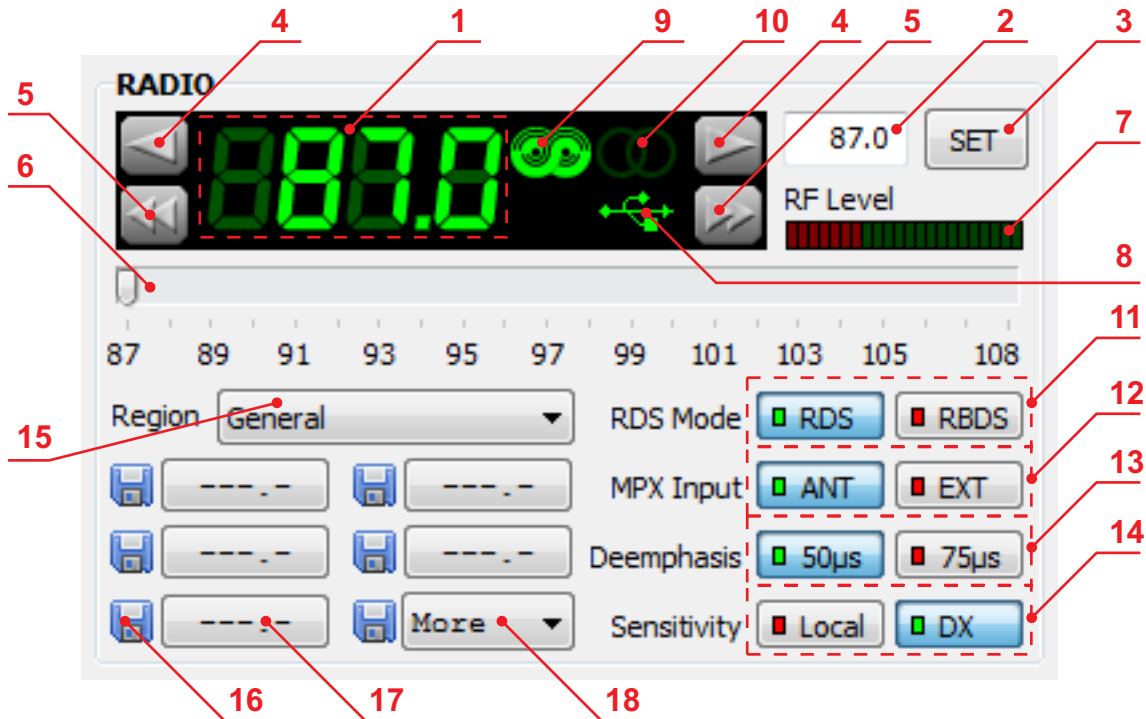 4 1 9 10 4 5 2 3
RADIO
5
87.0
87.0
SET
7
6
RF Level
8
87 89 91 93 95 97 99 101 103 105 108
11
Region General
RDS Mode RDS RBDS
12
15
---.- ---.-
MPX Input ANT EXT
13
---.- ---.-
Deemphasis 50µs 75µs
14
---.- More
Sensitivity Local DX
16 17 18